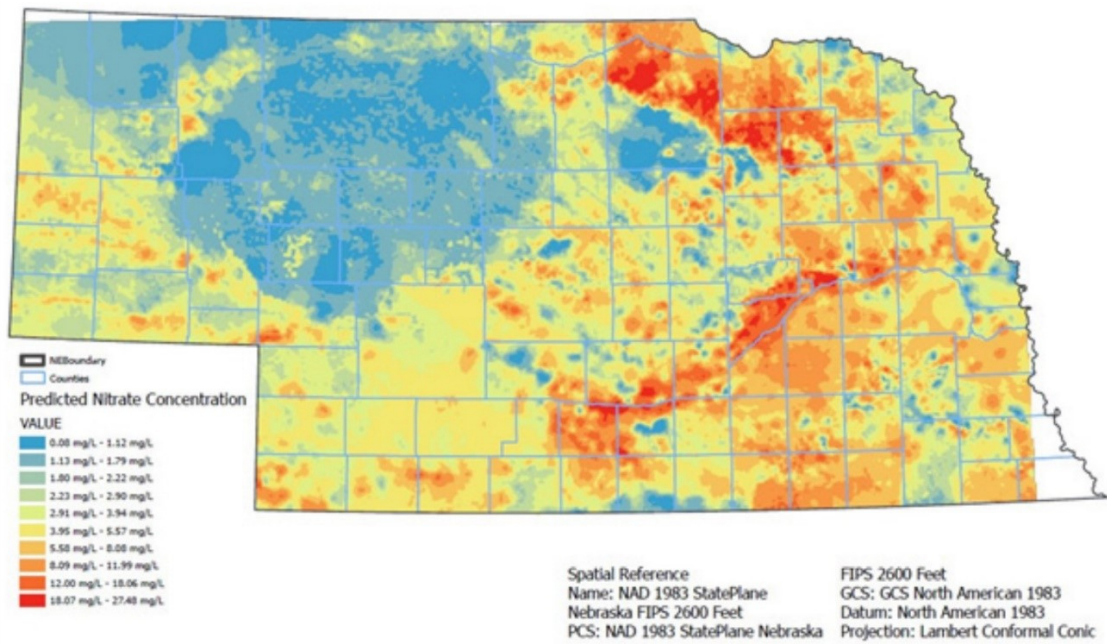 NEBoundary
Counties
Predicted Nitrate Concentration
VALUE
0.08 mg/L - 1.12 mg/L
1.13 mg/L - 1.79 mg/L
1.80 mg/L - 2.22 mg/L
2.23 mg/L - 2.90 mg/L
2.91 mg/L - 3.94 mg/L
3.95 mg/L - 5.57 mg/L
5.58 mg/L - 8.08 mg/L
8.09 mg/L - 11.99 mg/L
12.00 mg/L - 18.06 mg/L
18.07 mg/L - 27.48 mg/L
Spatial Reference
Name: NAD 1983 StatePlane
Nebraska FIPS 2600 Feet
PCS: NAD 1983 StatePlane Nebraska
FIPS 2600 Feet
GCS: GCS North American 1983
Datum: North American 1983
Projection: Lambert Conformal Conic